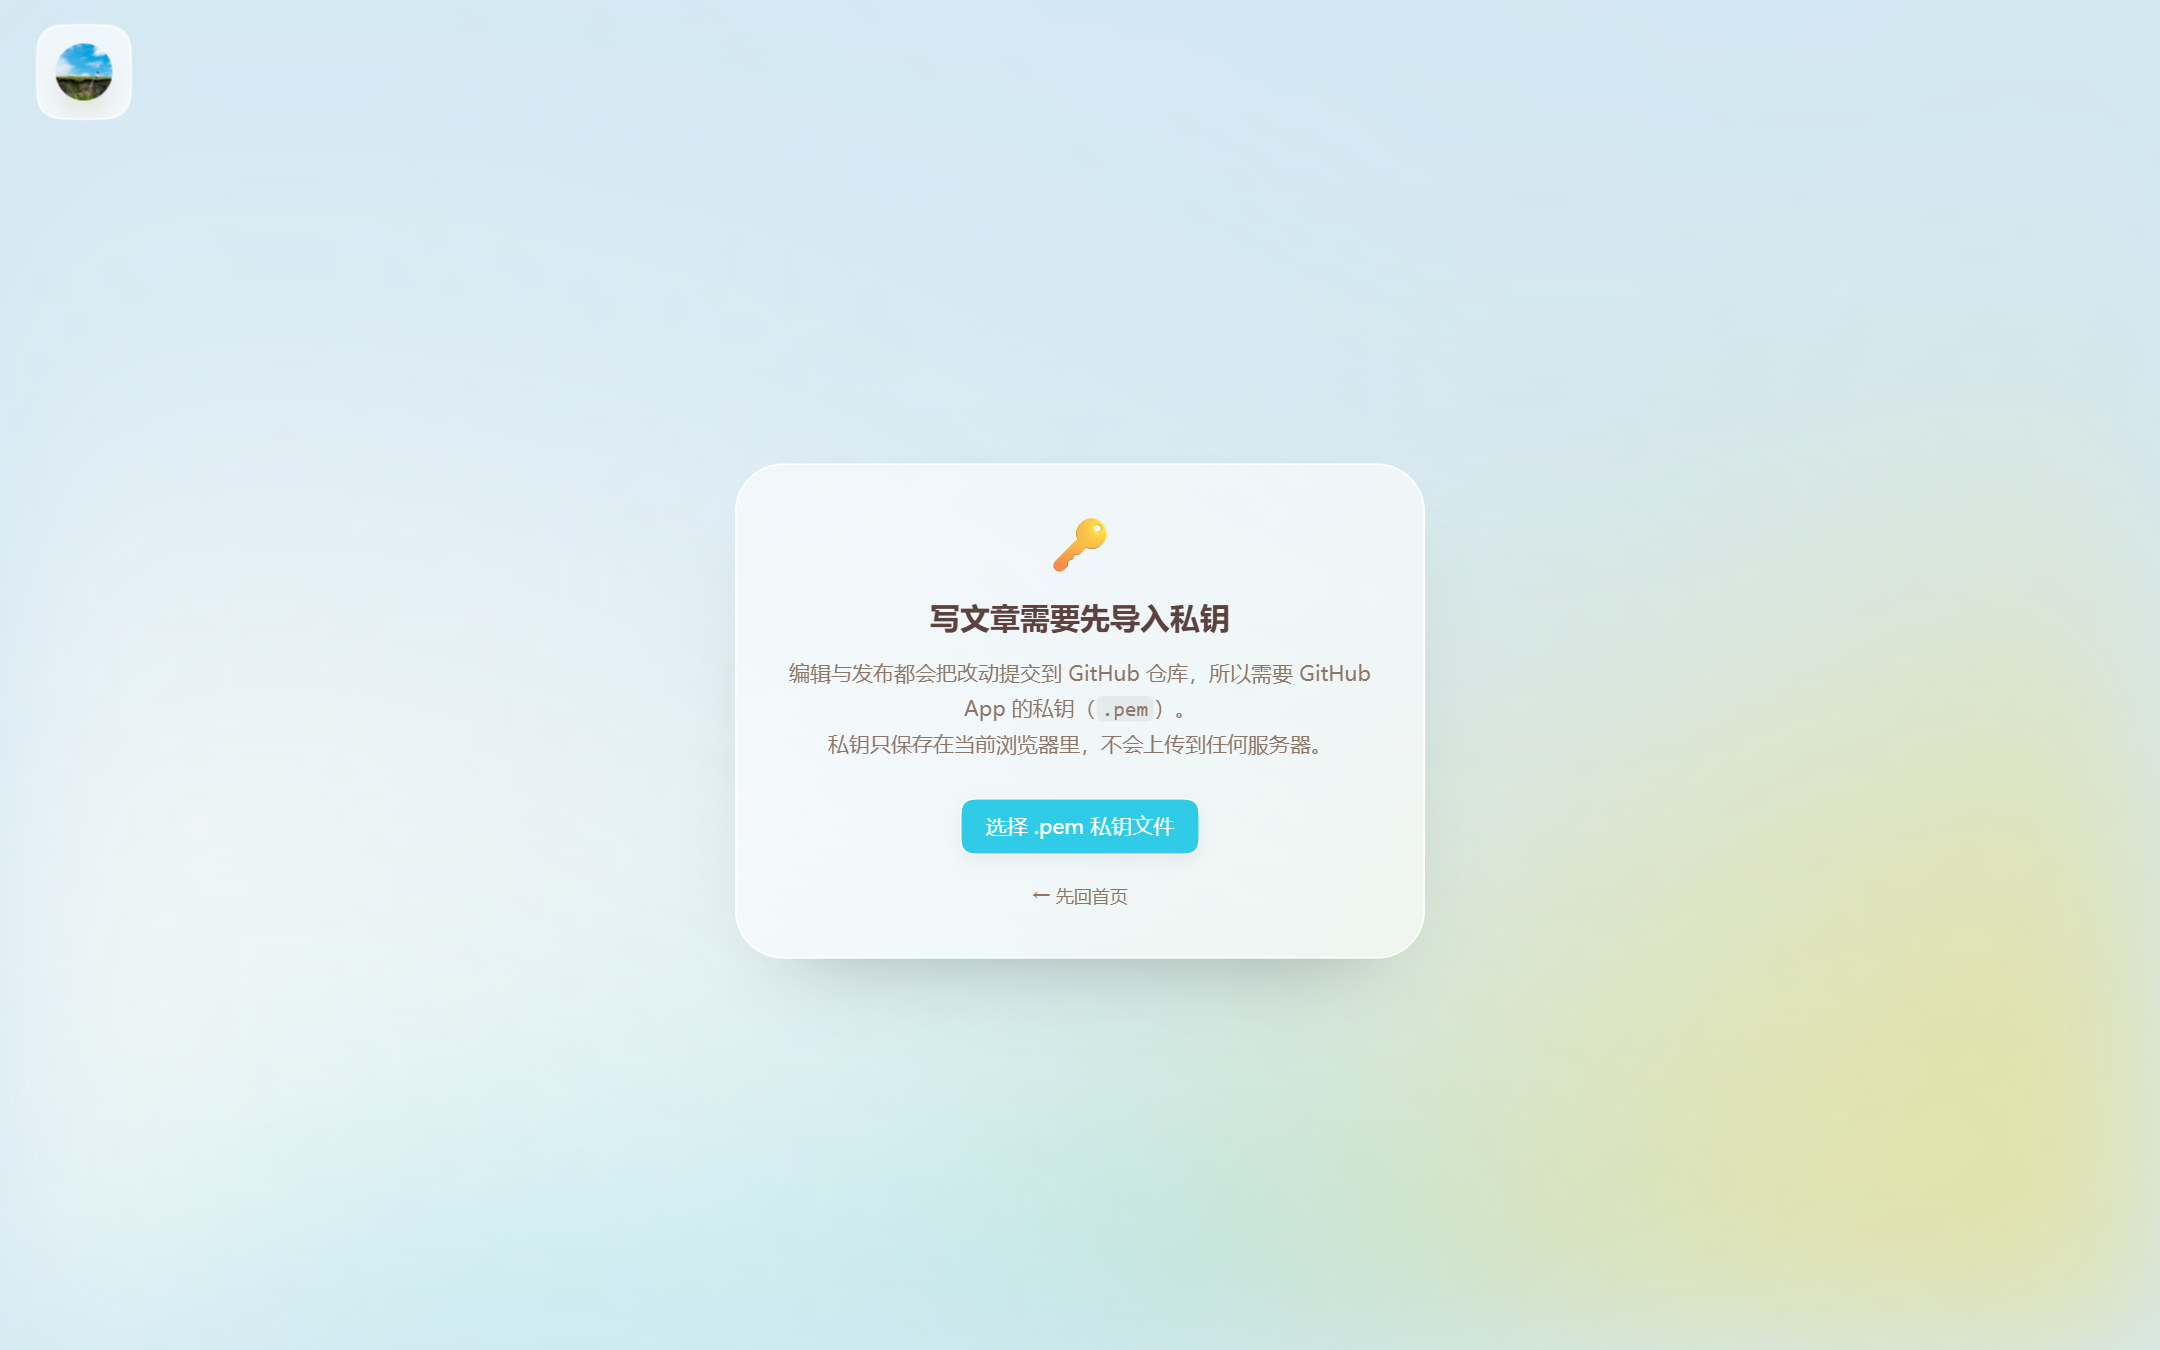 写文章需要先导入私钥
编辑与发布都会把改动提交到 GitHub 仓库，所以需要 GitHub
App 的私钥（.pem）。
私钥只保存在当前浏览器里，不会上传到任何服务器。
选择 .pem 私钥文件
← 先回首页